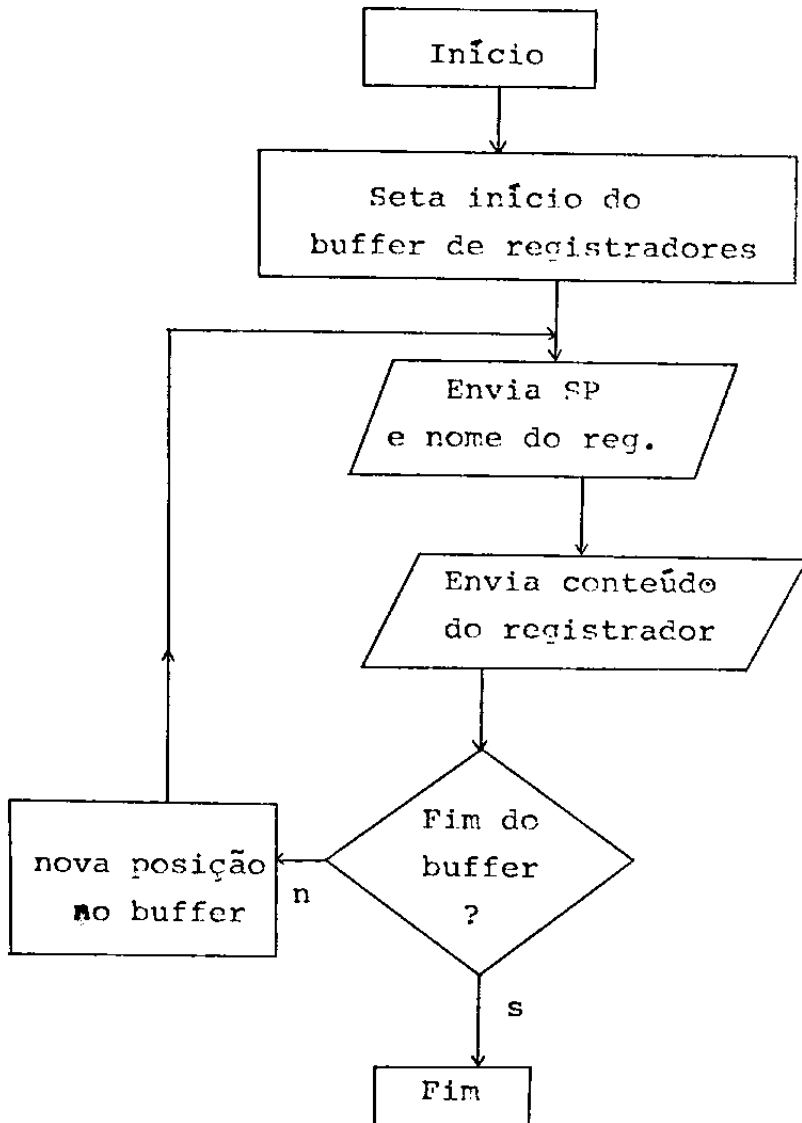 Início
Seta início do
buffer de registradores
Envia SP
e nome do reg.
Envia conteúdo
do registrador
Fim do
buffer
?
nova posição
no buffer
n
s
Fim